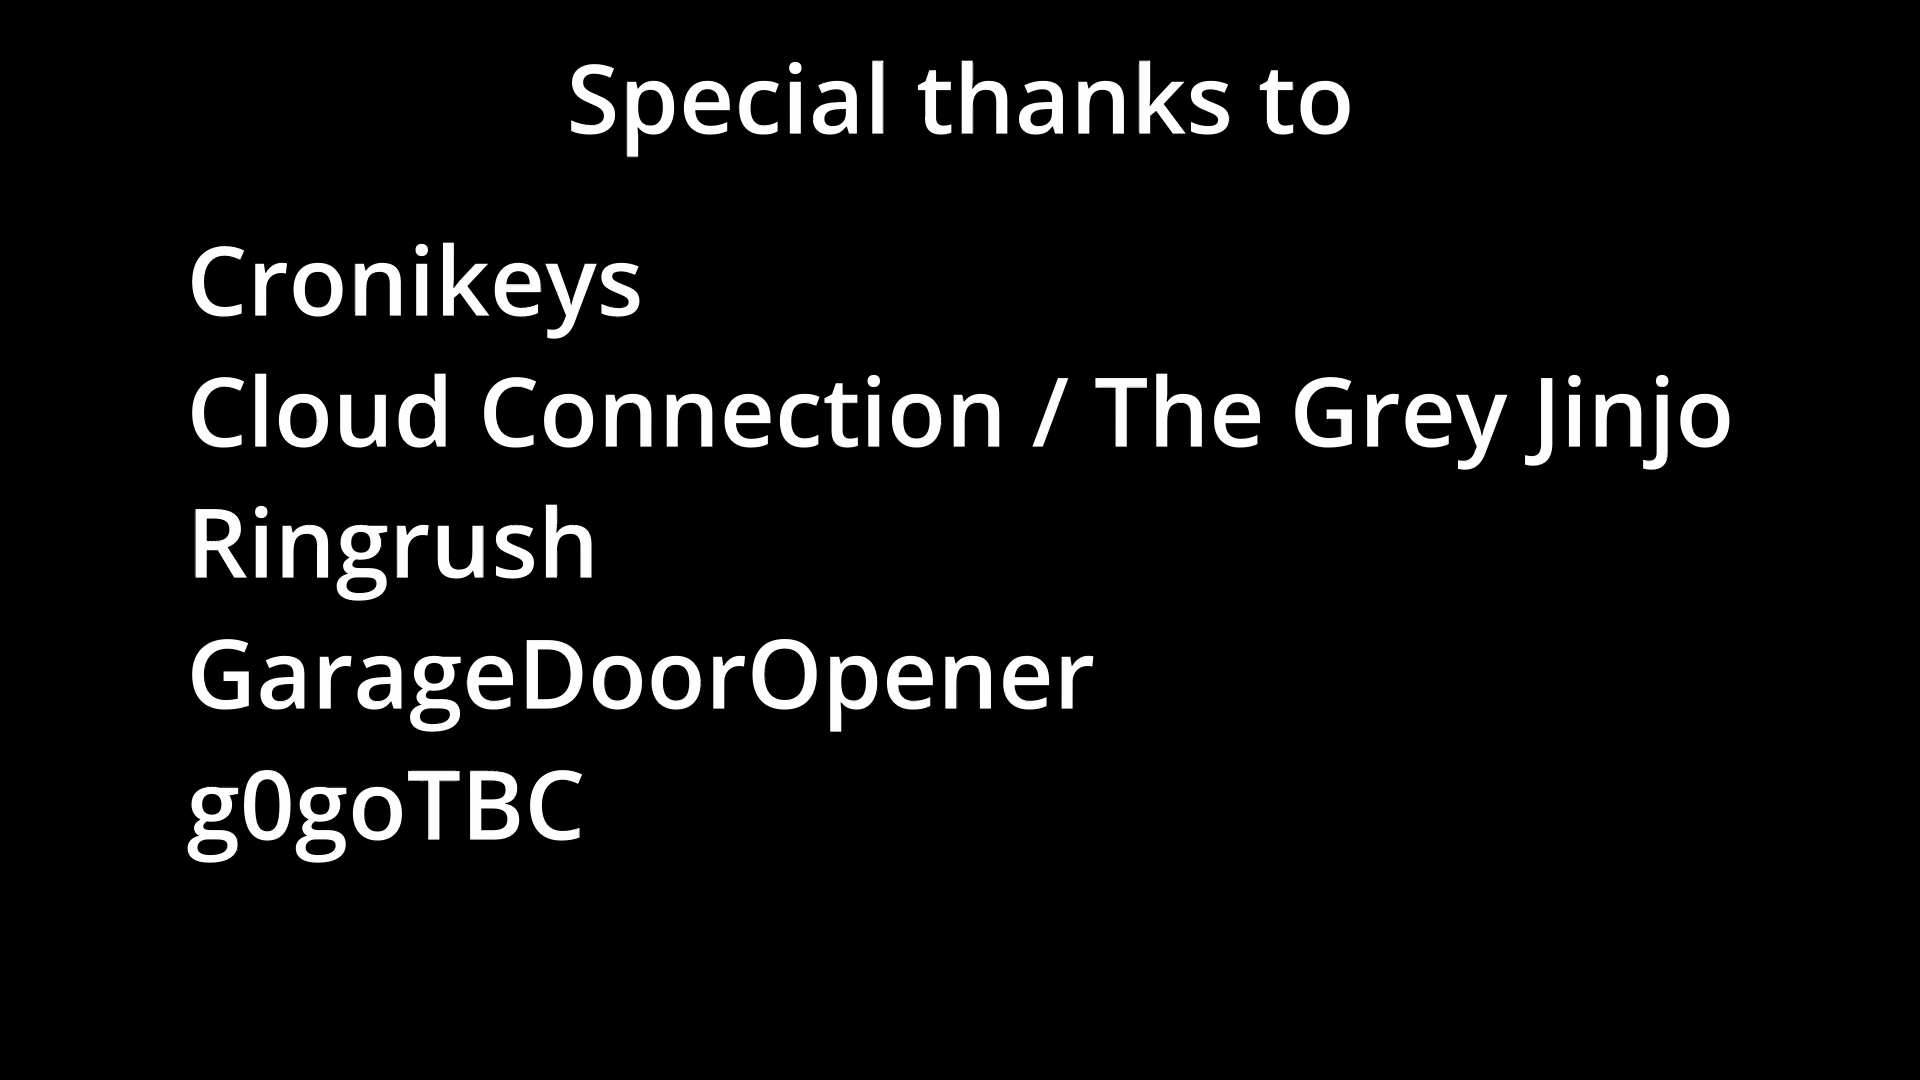 Special thanks to
Cronikeys
Cloud Connection / The Grey Jinjo
Ringrush
GarageDoorOpener
g0goTBC